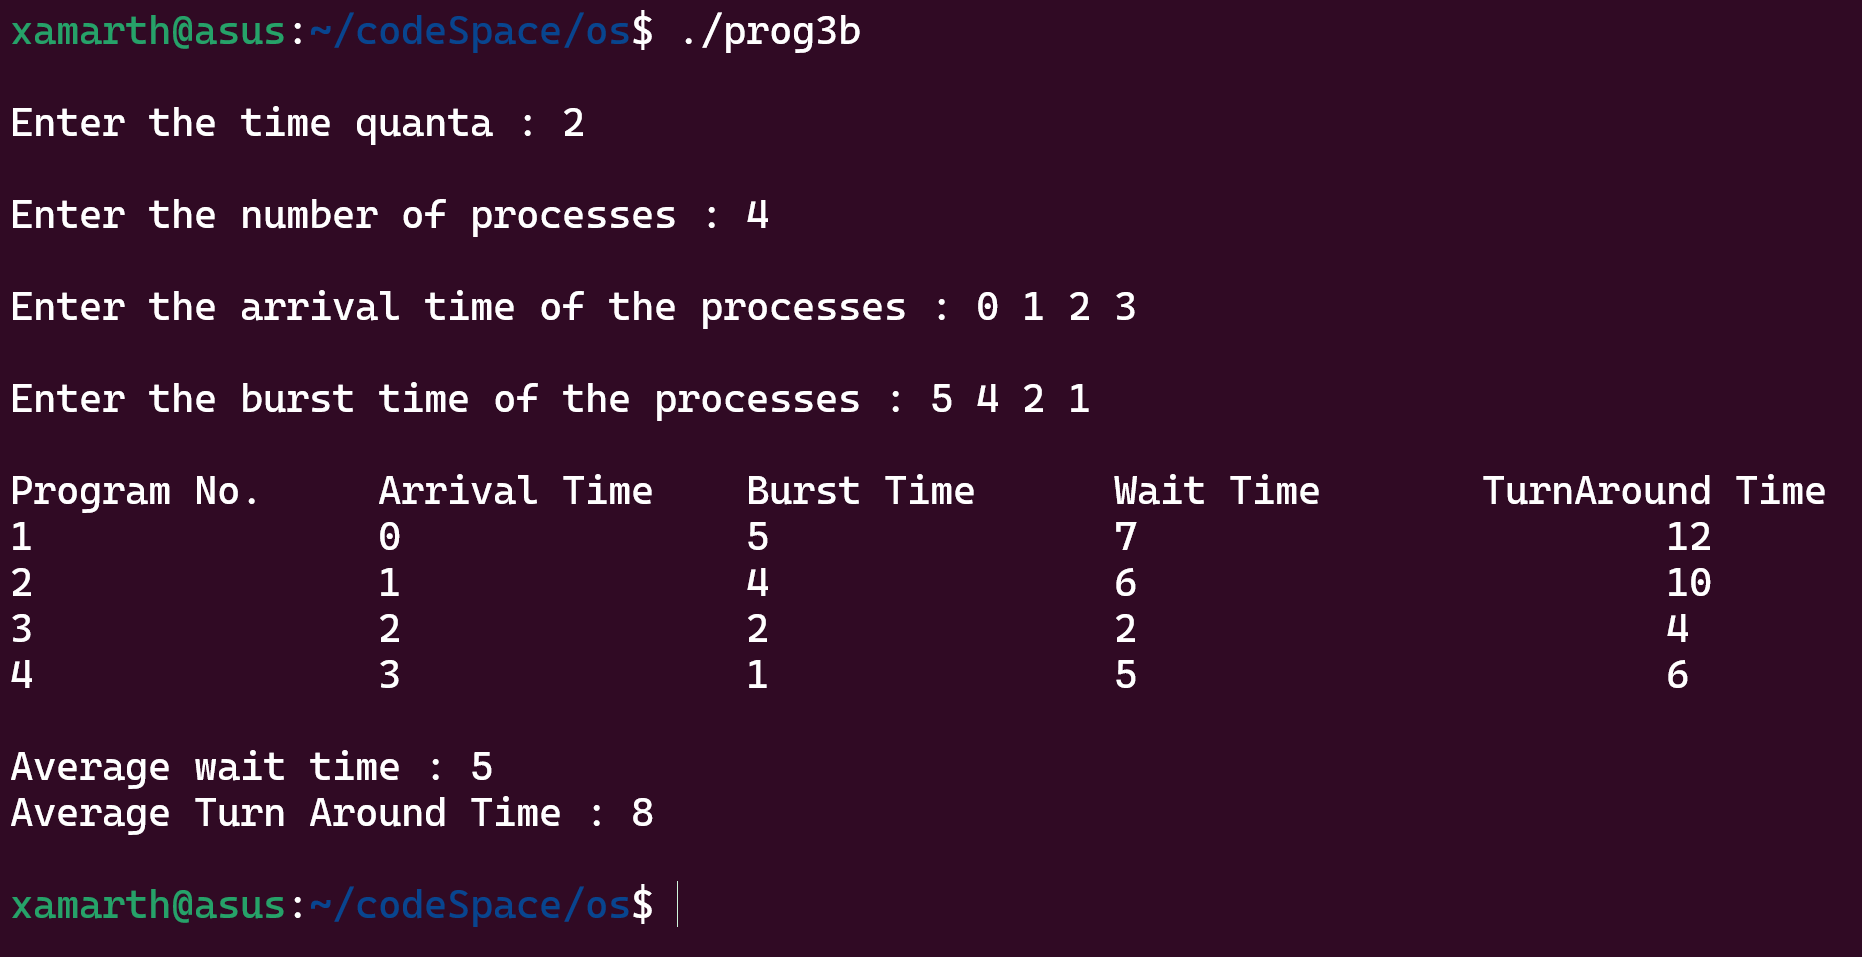 xamarth@asus:~/codeSpace/os$ ./prog3b
Enter the time quanta : 2
Enter the number of processes : 4
Enter the arrival time of the processes : 0 1 2 3
Enter the burst time of the processes : 5 4 2 1
Program No.     Arrival Time    Burst Time      Wait Time       TurnAround Time
1               0               5               7                       12
2               1               4               6                       10
3               2               2               2                       4
4               3               1               5                       6
Average wait time : 5
Average Turn Around Time : 8
xamarth@asus:~/codeSpace/os$